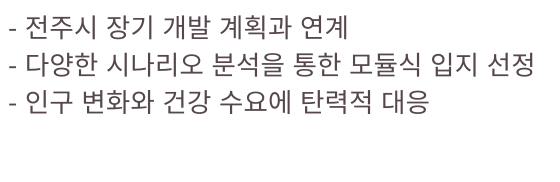 - 전주시 장기 개발 계획과 연계
- 다양한 시나리오 분석을 통한 모듈식 입지 선정
- 인구 변화와 건강 수요에 탄력적 대응